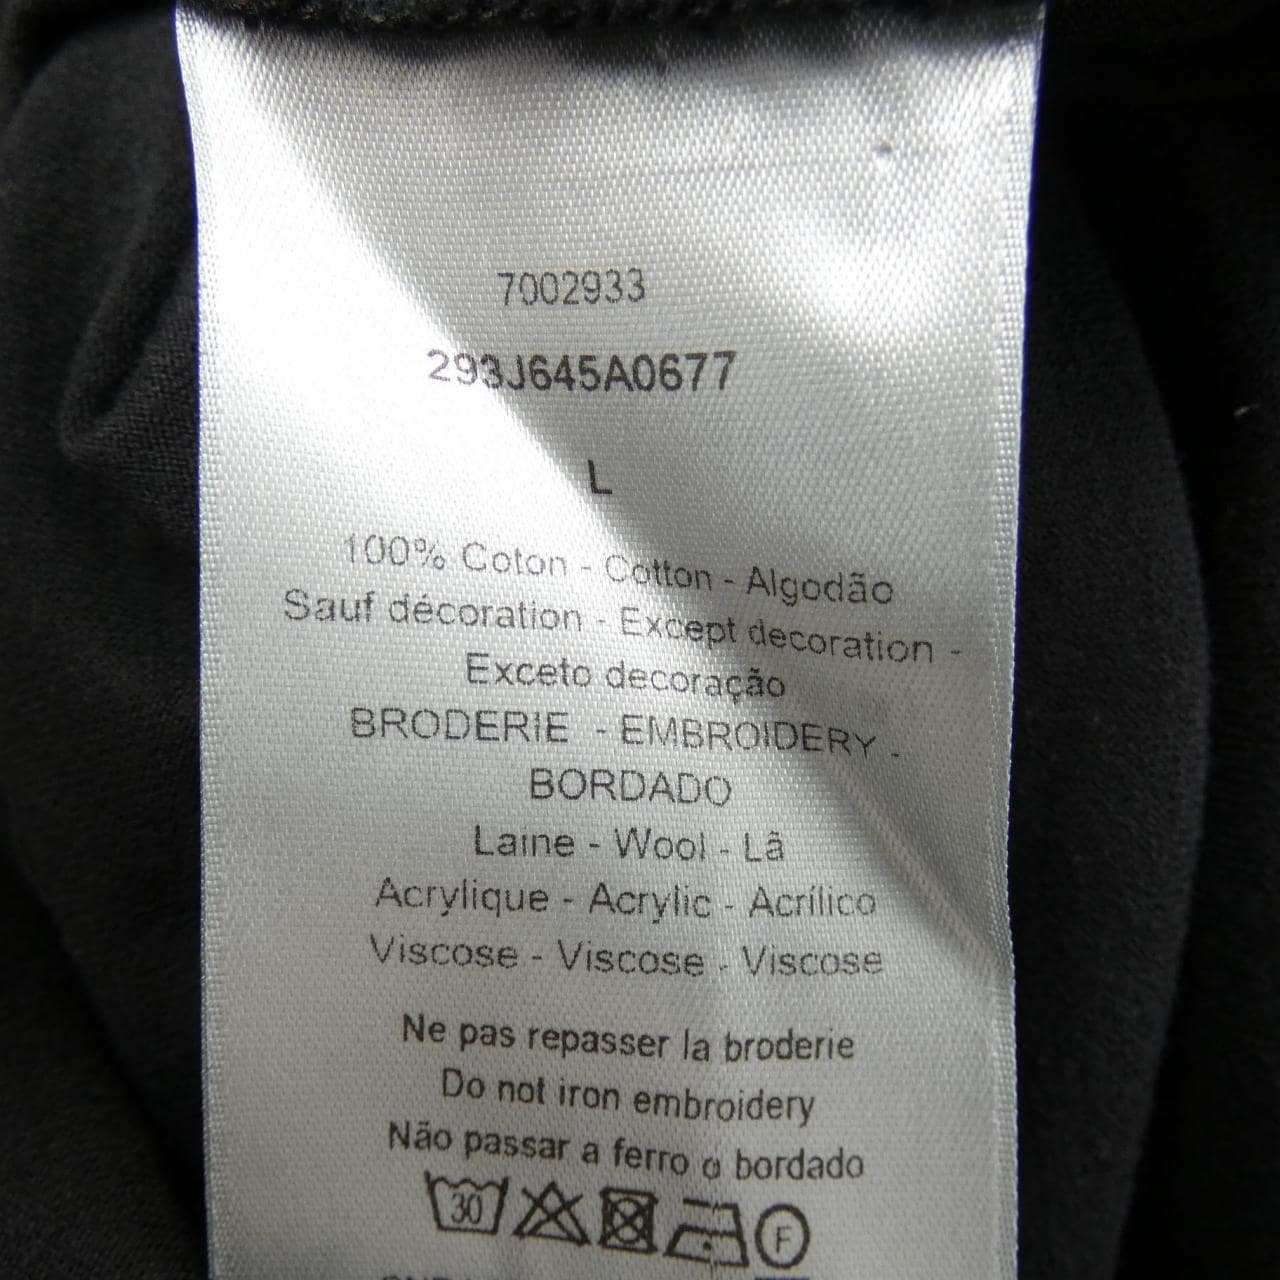 7002933
293J645A0677
L
100% Coton - Cotton - Algodão
Sauf décoration - Except decoration -
Exceto decoração
BRODERIE - EMBROIDERY -
BORDADO
Laine - Wool - Lã
Acrylique - Acrylic - Acrílico
Viscose - Viscose - Viscose
Ne pas repasser la broderie
Do not iron embroidery
Não passar a ferro o bordado
30 F